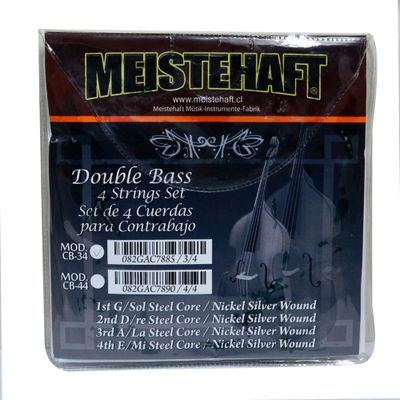 MEISTEHAFT®
www.meistehaft.cl
Meistehaft Müsik-Instrumente-Fabrik
Double Bass
4 Strings Set
Set de 4 Cuerdas
para Contrabajo
MOD. CB-34
082GAC7885 / 3/4
MOD. CB-44
082GAC7890 / 4/4
1st G/Sol Steel Core / Nickel Silver Wound
2nd D/re Steel Core / Nickel Silver Wound
3rd A/La Steel Core / Nickel Silver Wound
4th E/Mi Steel Core / Nickel Silver Wound